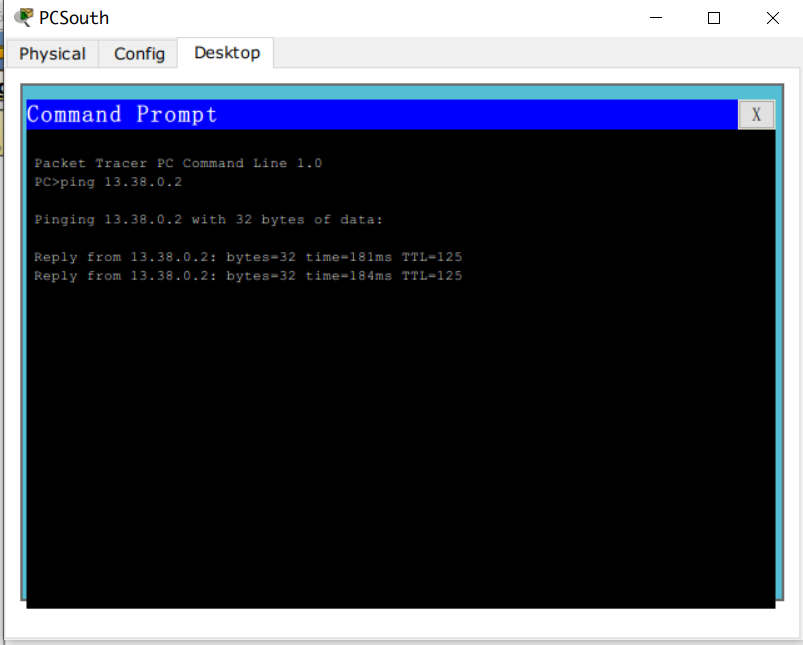 PCSouth
Physical Config Desktop
Command Prompt X
Packet Tracer PC Command Line 1.0
PC>ping 13.38.0.2
Pinging 13.38.0.2 with 32 bytes of data:
Reply from 13.38.0.2: bytes=32 time=181ms TTL=125
Reply from 13.38.0.2: bytes=32 time=184ms TTL=125